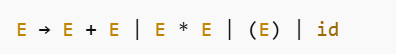 E → E + E | E * E | (E) | id